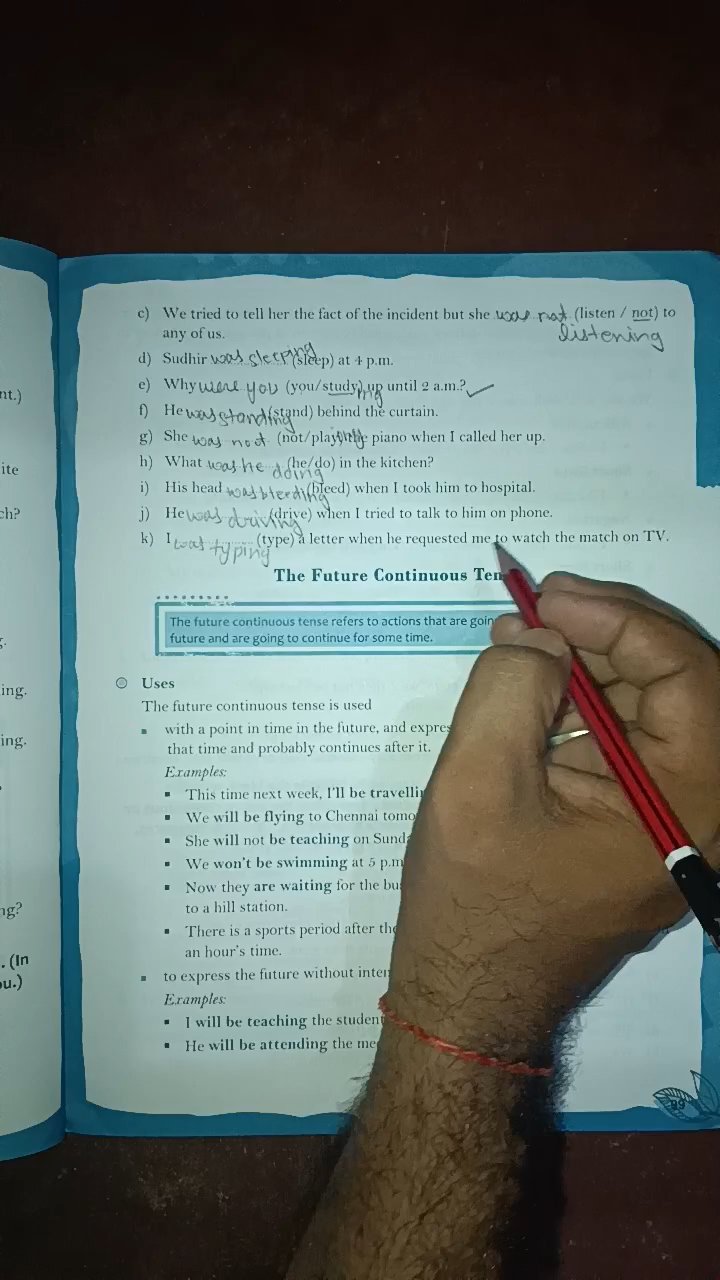 c) We tried to tell her the fact of the incident but she was not (listen / not) to
listening
any of us.
d) Sudhir was sleeping (sleep) at 4 p.m.
e) Why were you (you/study)ing up until 2 a.m.?
f) He was standing (stand) behind the curtain.
g) She was not (not/play) piano when I called her up.
h) What was he doing (he/do) in the kitchen?
i) His head was bleeding (bleed) when I took him to hospital.
j) He was driving (drive) when I tried to talk to him on phone.
k) I was typing (type) a letter when he requested me to watch the match on TV.
The Future Continuous Ten
The future continuous tense refers to actions that are goin
future and are going to continue for some time.
Uses
The future continuous tense is used
with a point in time in the future, and expres
that time and probably continues after it.
Examples:
This time next week, I'll be travellin
We will be flying to Chennai tomo
She will not be teaching on Sund
We won't be swimming at 5 p.m
Now they are waiting for the bu
to a hill station.
There is a sports period after the
an hour's time.
to express the future without inten
Examples:
I will be teaching the student
He will be attending the me
nt.)
ite
ch?
g.
ing.
ing.
ng?
. (In
ou.)
89